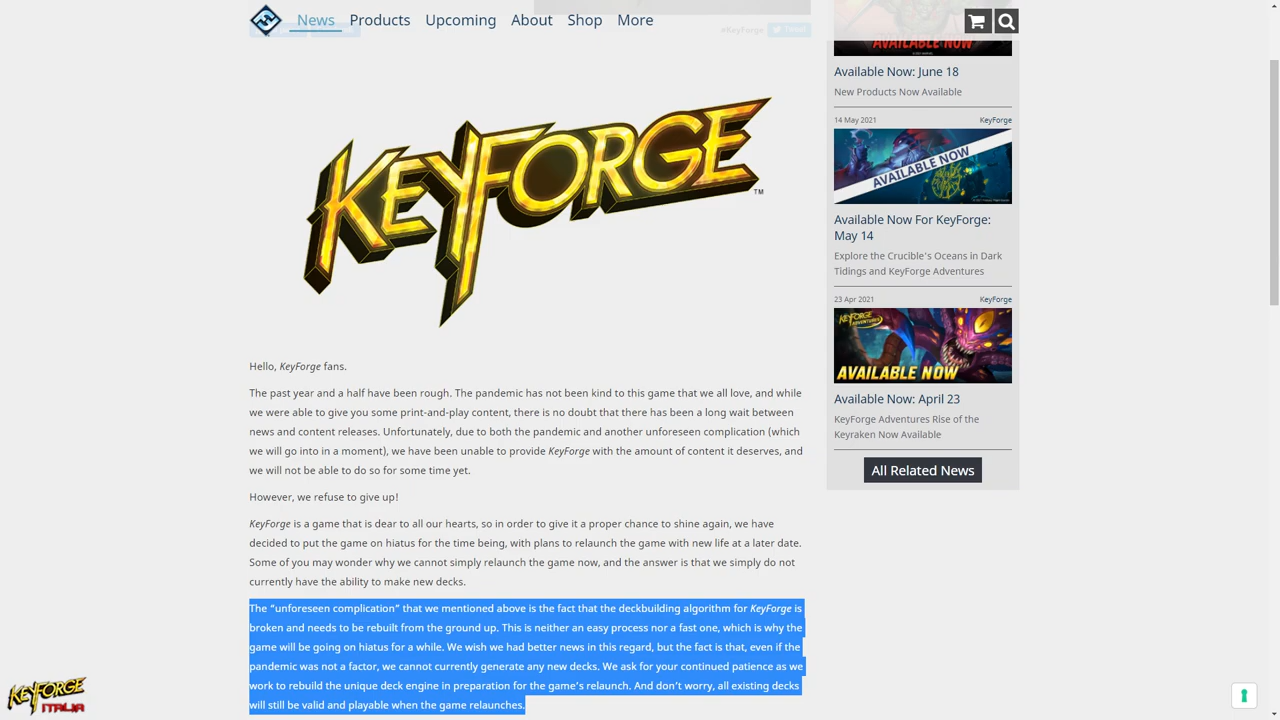 News Products Upcoming About Shop More
#KeyForge Tweet
KEYFORGE
TM
Hello, KeyForge fans.
The past year and a half have been rough. The pandemic has not been kind to this game that we all love, and while
we were able to give you some print-and-play content, there is no doubt that there has been a long wait between
news and content releases. Unfortunately, due to both the pandemic and another unforeseen complication (which
we will go into in a moment), we have been unable to provide KeyForge with the amount of content it deserves, and
we will not be able to do so for some time yet.
However, we refuse to give up!
KeyForge is a game that is dear to all our hearts, so in order to give it a proper chance to shine again, we have
decided to put the game on hiatus for the time being, with plans to relaunch the game with new life at a later date.
Some of you may wonder why we cannot simply relaunch the game now, and the answer is that we simply do not
currently have the ability to make new decks.
The “unforeseen complication” that we mentioned above is the fact that the deckbuilding algorithm for KeyForge is
broken and needs to be rebuilt from the ground up. This is neither an easy process nor a fast one, which is why the
game will be going on hiatus for a while. We wish we had better news in this regard, but the fact is that, even if the
pandemic was not a factor, we cannot currently generate any new decks. We ask for your continued patience as we
work to rebuild the unique deck engine in preparation for the game’s relaunch. And don’t worry, all existing decks
will still be valid and playable when the game relaunches.
AVAILABLE NOW
Available Now: June 18
New Products Now Available
14 May 2021 KeyForge
AVAILABLE NOW
Available Now For KeyForge:
May 14
Explore the Crucible’s Oceans in Dark
Tidings and KeyForge Adventures
23 Apr 2021 KeyForge
KEYFORGE
ADVENTURES
AVAILABLE NOW
Available Now: April 23
KeyForge Adventures Rise of the
Keyraken Now Available
All Related News
KEYFORGE
ITALIA